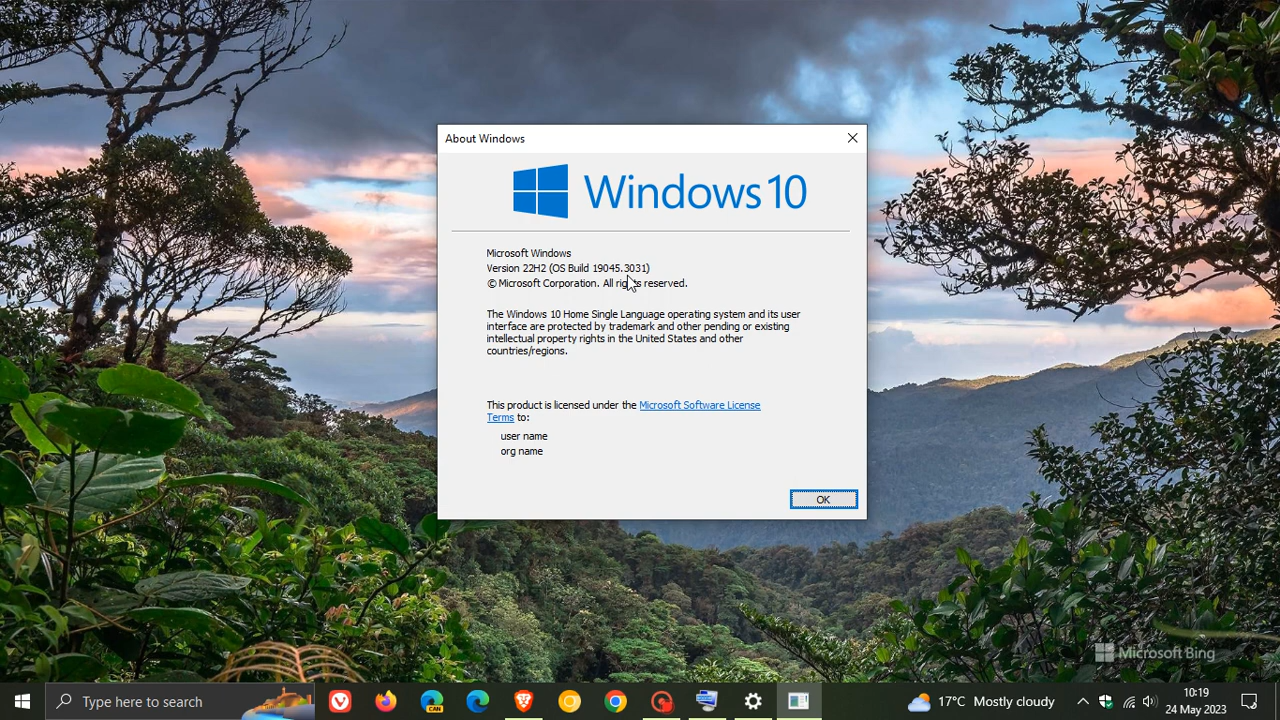 About Windows
Windows 10
Microsoft Windows
Version 22H2 (OS Build 19045.3031)
© Microsoft Corporation. All rights reserved.
The Windows 10 Home Single Language operating system and its user
interface are protected by trademark and other pending or existing
intellectual property rights in the United States and other
countries/regions.
This product is licensed under the Microsoft Software License
Terms to:
user name
org name
OK
Microsoft Bing
Type here to search
CAN
17°C Mostly cloudy
10:19
24 May 2023